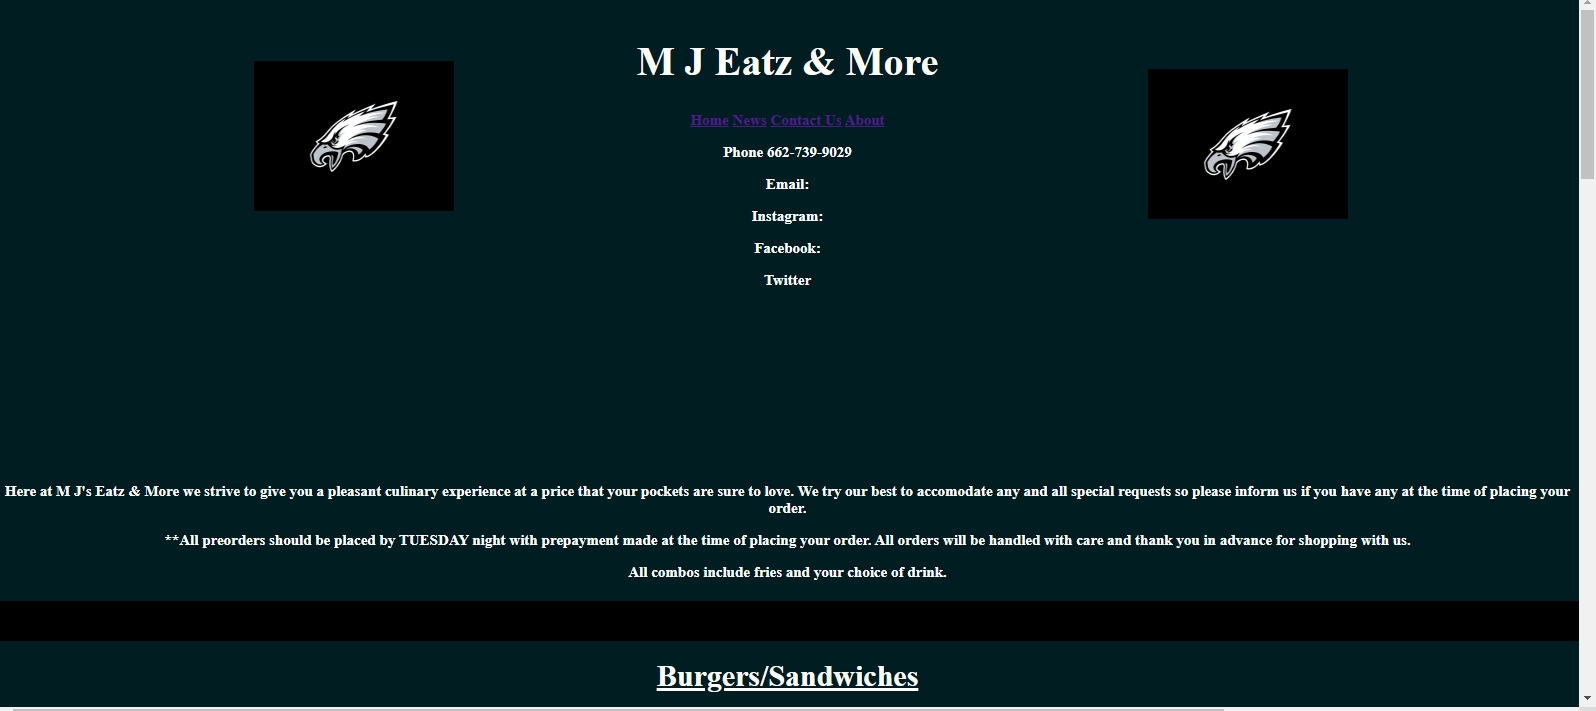 M J Eatz & More
Home News Contact Us About
Phone 662-739-9029
Email:
Instagram:
Facebook:
Twitter
Here at M J's Eatz & More we strive to give you a pleasant culinary experience at a price that your pockets are sure to love. We try our best to accomodate any and all special requests so please inform us if you have any at the time of placing your
order.
**All preorders should be placed by TUESDAY night with prepayment made at the time of placing your order. All orders will be handled with care and thank you in advance for shopping with us.
All combos include fries and your choice of drink.
Burgers/Sandwiches